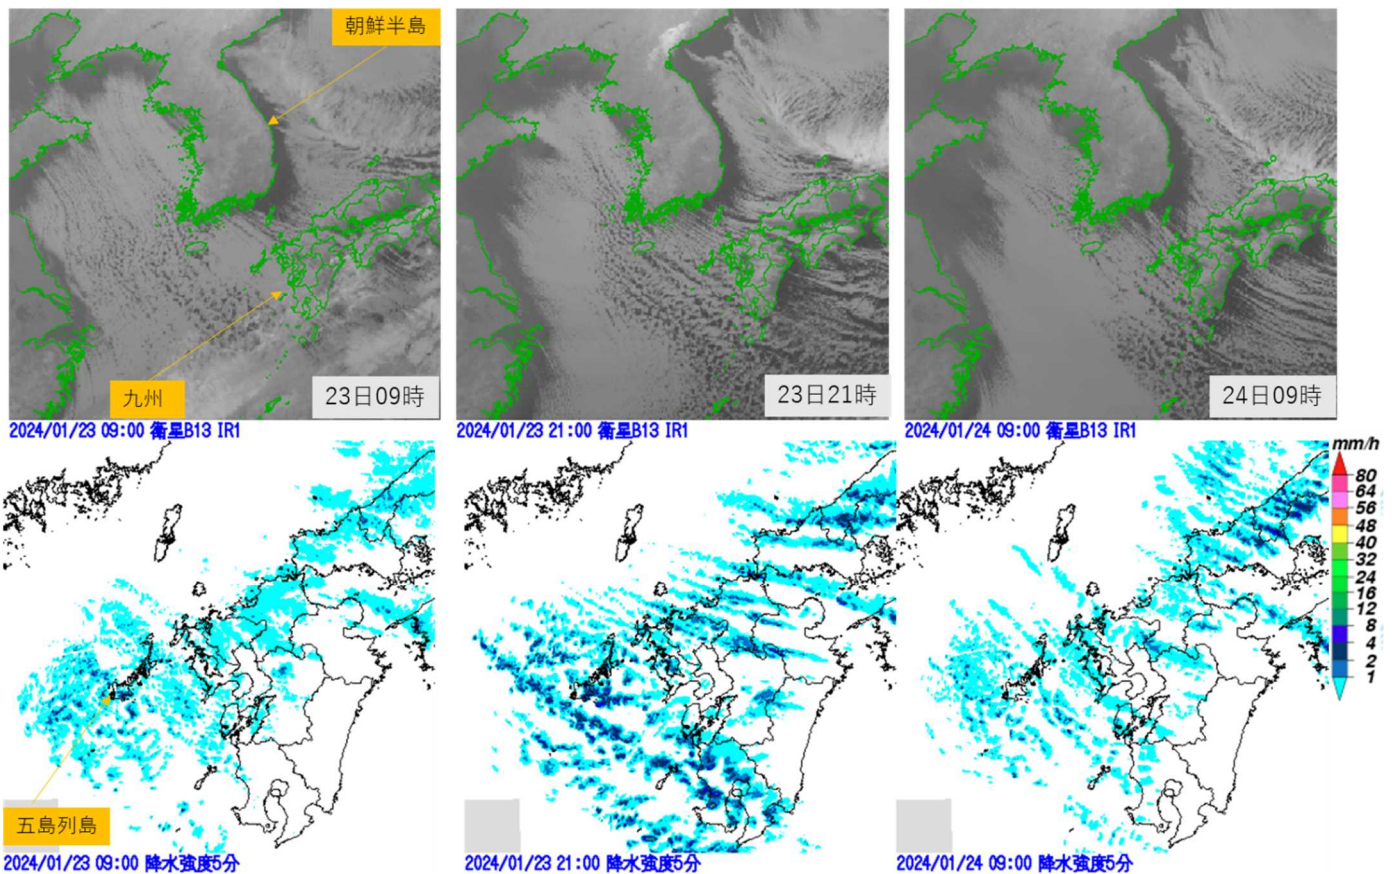 朝鮮半島
九州
23日09時
23日21時
24日09時
2024/01/23 09:00 衛星B13 IR1
2024/01/23 21:00 衛星B13 IR1
2024/01/24 09:00 衛星B13 IR1
mm/h
80
64
56
48
40
32
24
16
12
8
4
2
1
五島列島
2024/01/23 09:00 降水強度5分
2024/01/23 21:00 降水強度5分
2024/01/24 09:00 降水強度5分